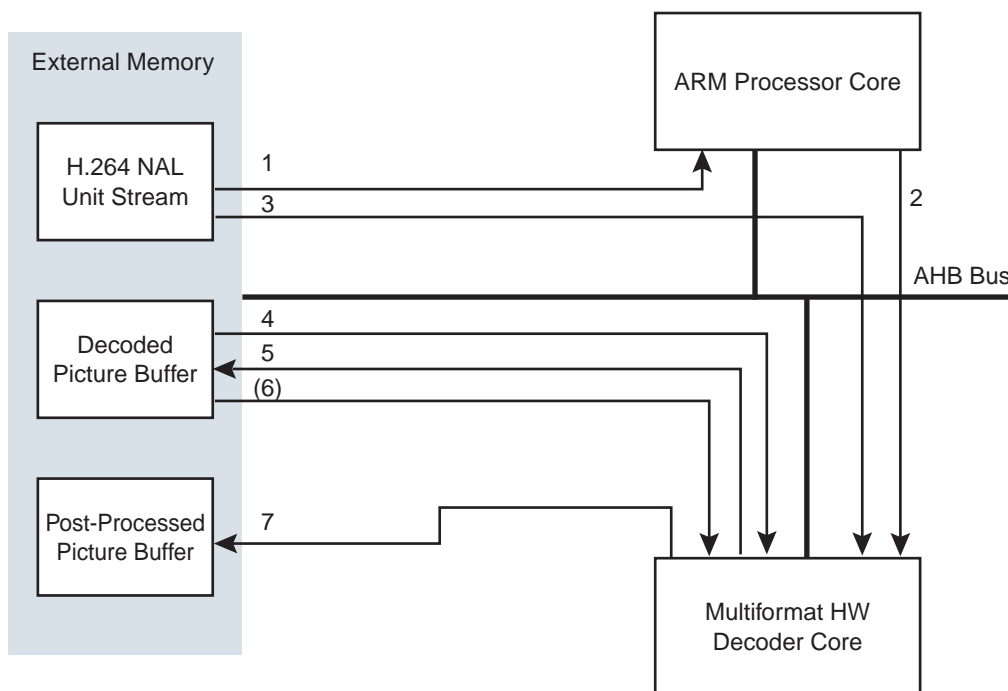 External Memory
ARM Processor Core
H.264 NAL
Unit Stream
1
3
2
AHB Bus
Decoded
Picture Buffer
4
5
(6)
Post-Processed
Picture Buffer
7
Multiformat HW
Decoder Core